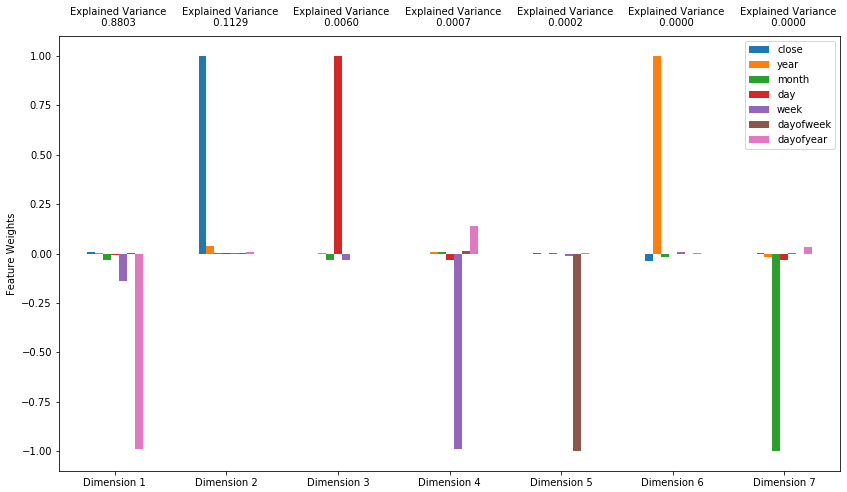 Explained Variance
0.8803
Explained Variance
0.1129
Explained Variance
0.0060
Explained Variance
0.0007
Explained Variance
0.0002
Explained Variance
0.0000
Explained Variance
0.0000
close
year
month
day
week
dayofweek
dayofyear
Feature Weights
1.00
0.75
0.50
0.25
0.00
−0.25
−0.50
−0.75
−1.00
Dimension 1
Dimension 2
Dimension 3
Dimension 4
Dimension 5
Dimension 6
Dimension 7